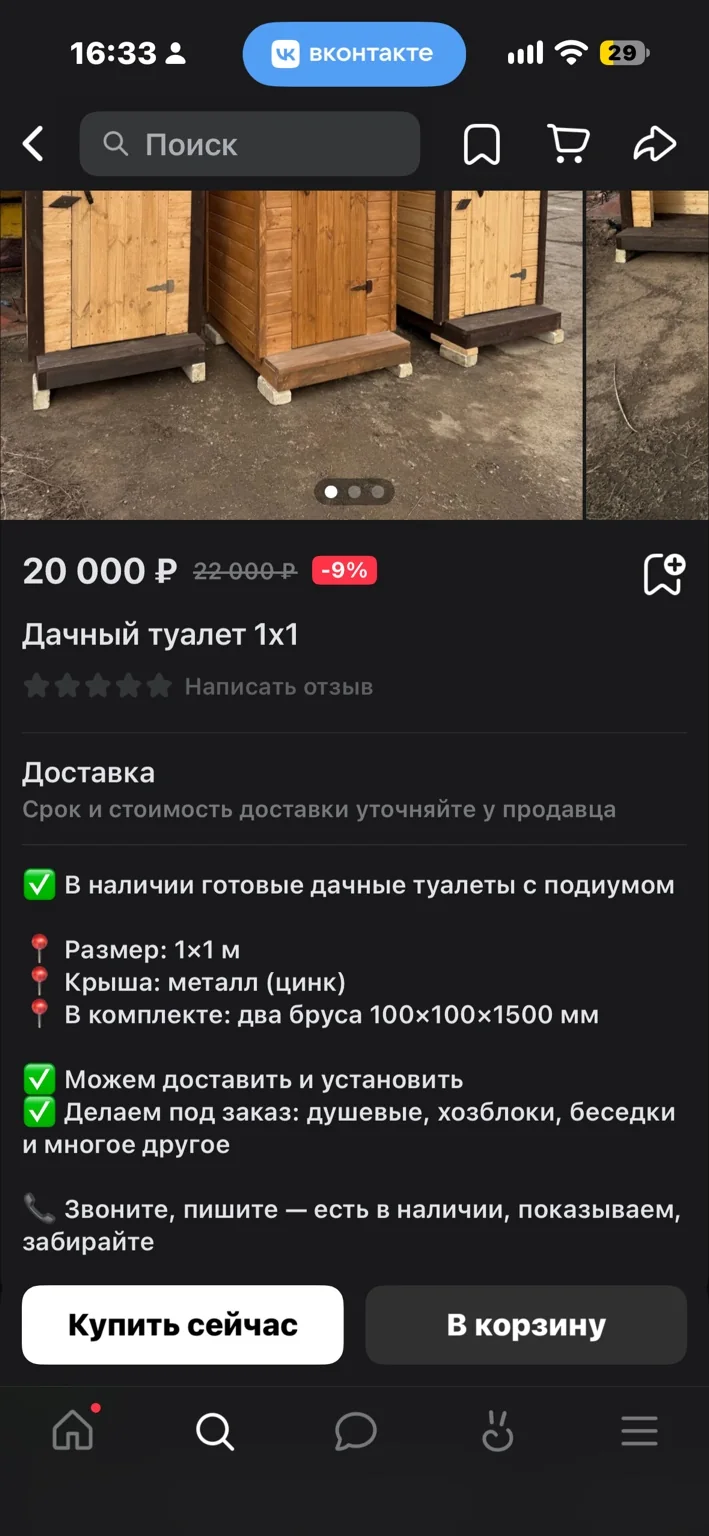 16:33
вконтакте
29
Поиск
20 000 ₽ 22 000 ₽ -9%
Дачный туалет 1х1
Написать отзыв
Доставка
Срок и стоимость доставки уточняйте у продавца
✅ В наличии готовые дачные туалеты с подиумом
📍 Размер: 1×1 м
📍 Крыша: металл (цинк)
📍 В комплекте: два бруса 100×100×1500 мм
✅ Можем доставить и установить
✅ Делаем под заказ: душевые, хозблоки, беседки
и многое другое
📞 Звоните, пишите — есть в наличии, показываем,
забирайте
Купить сейчас
В корзину